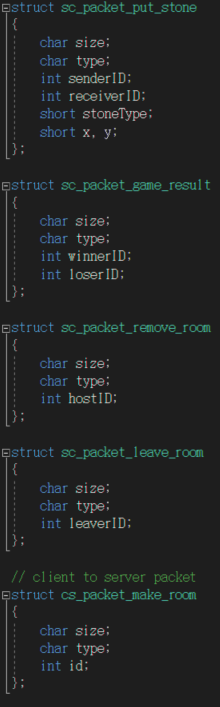 struct sc_packet_put_stone
{
char size;
char type;
int senderID;
int receiverID;
short stoneType;
short x, y;
};
struct sc_packet_game_result
{
char size;
char type;
int winnerID;
int loserID;
};
struct sc_packet_remove_room
{
char size;
char type;
int hostID;
};
struct sc_packet_leave_room
{
char size;
char type;
int leaverID;
};
// client to server packet
struct cs_packet_make_room
{
char size;
char type;
int id;
};